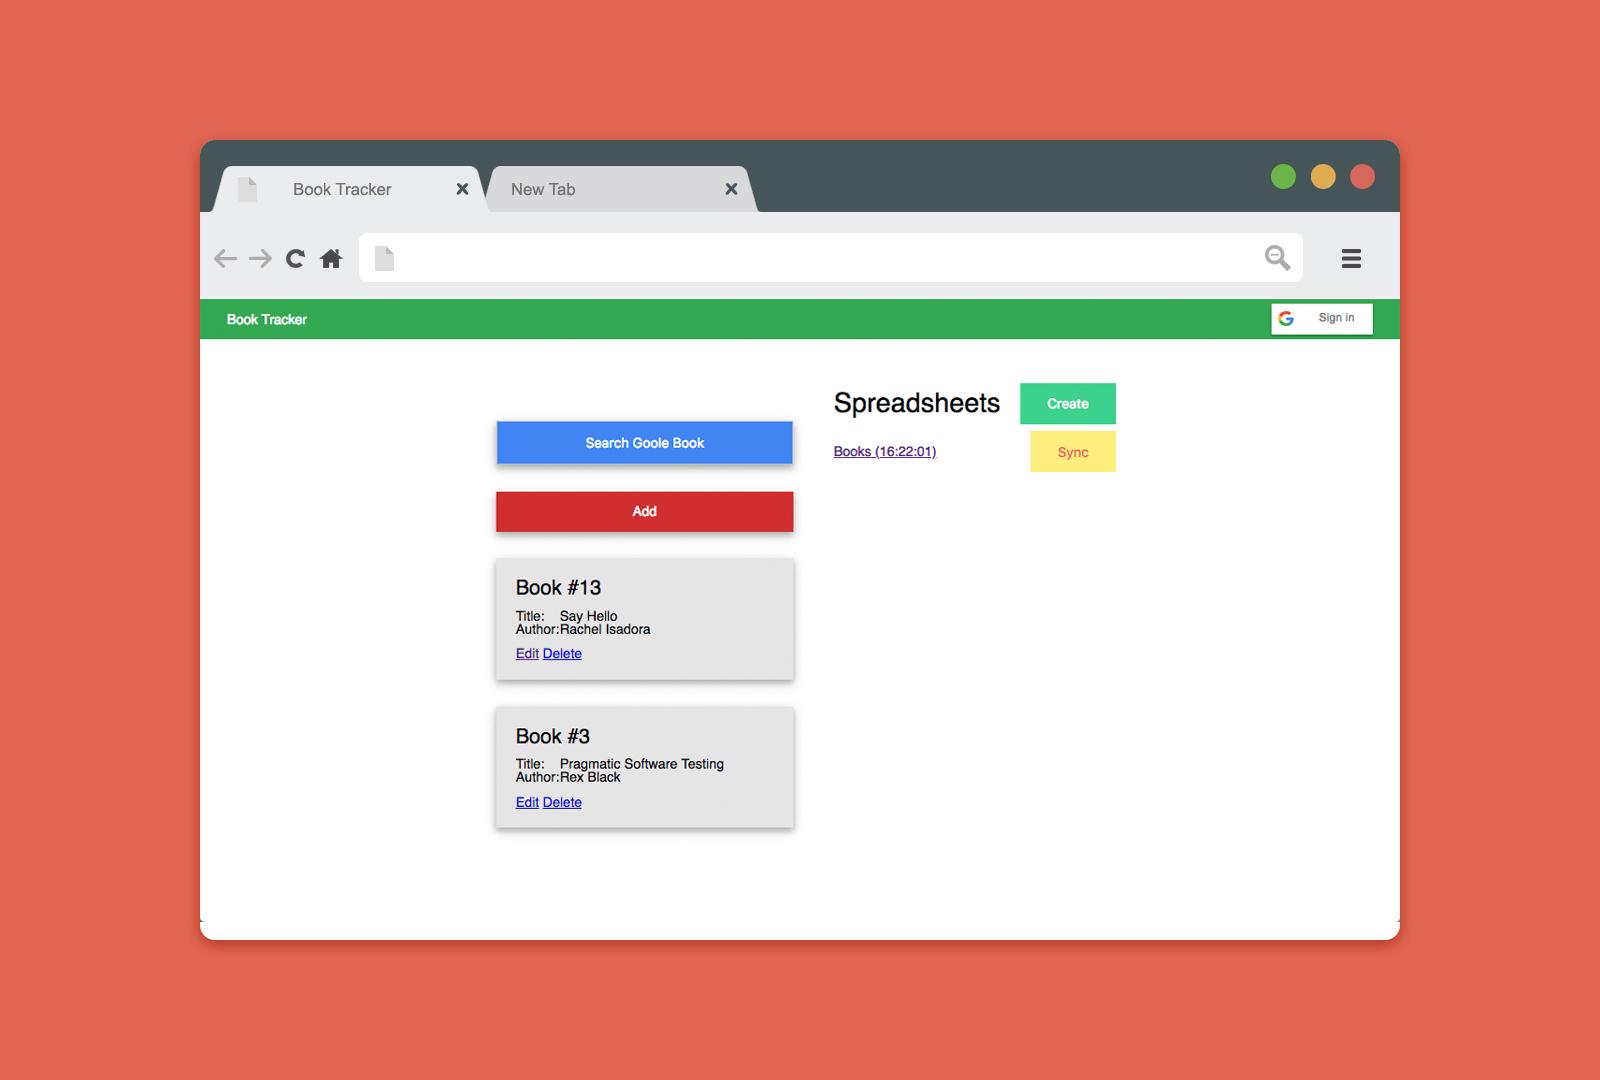 Book Tracker
New Tab
Book Tracker
Sign in
Spreadsheets
Create
Books (16:22:01)
Sync
Search Goole Book
Add
Book #13
Title: Say Hello
Author:Rachel Isadora
Edit Delete
Book #3
Title: Pragmatic Software Testing
Author:Rex Black
Edit Delete